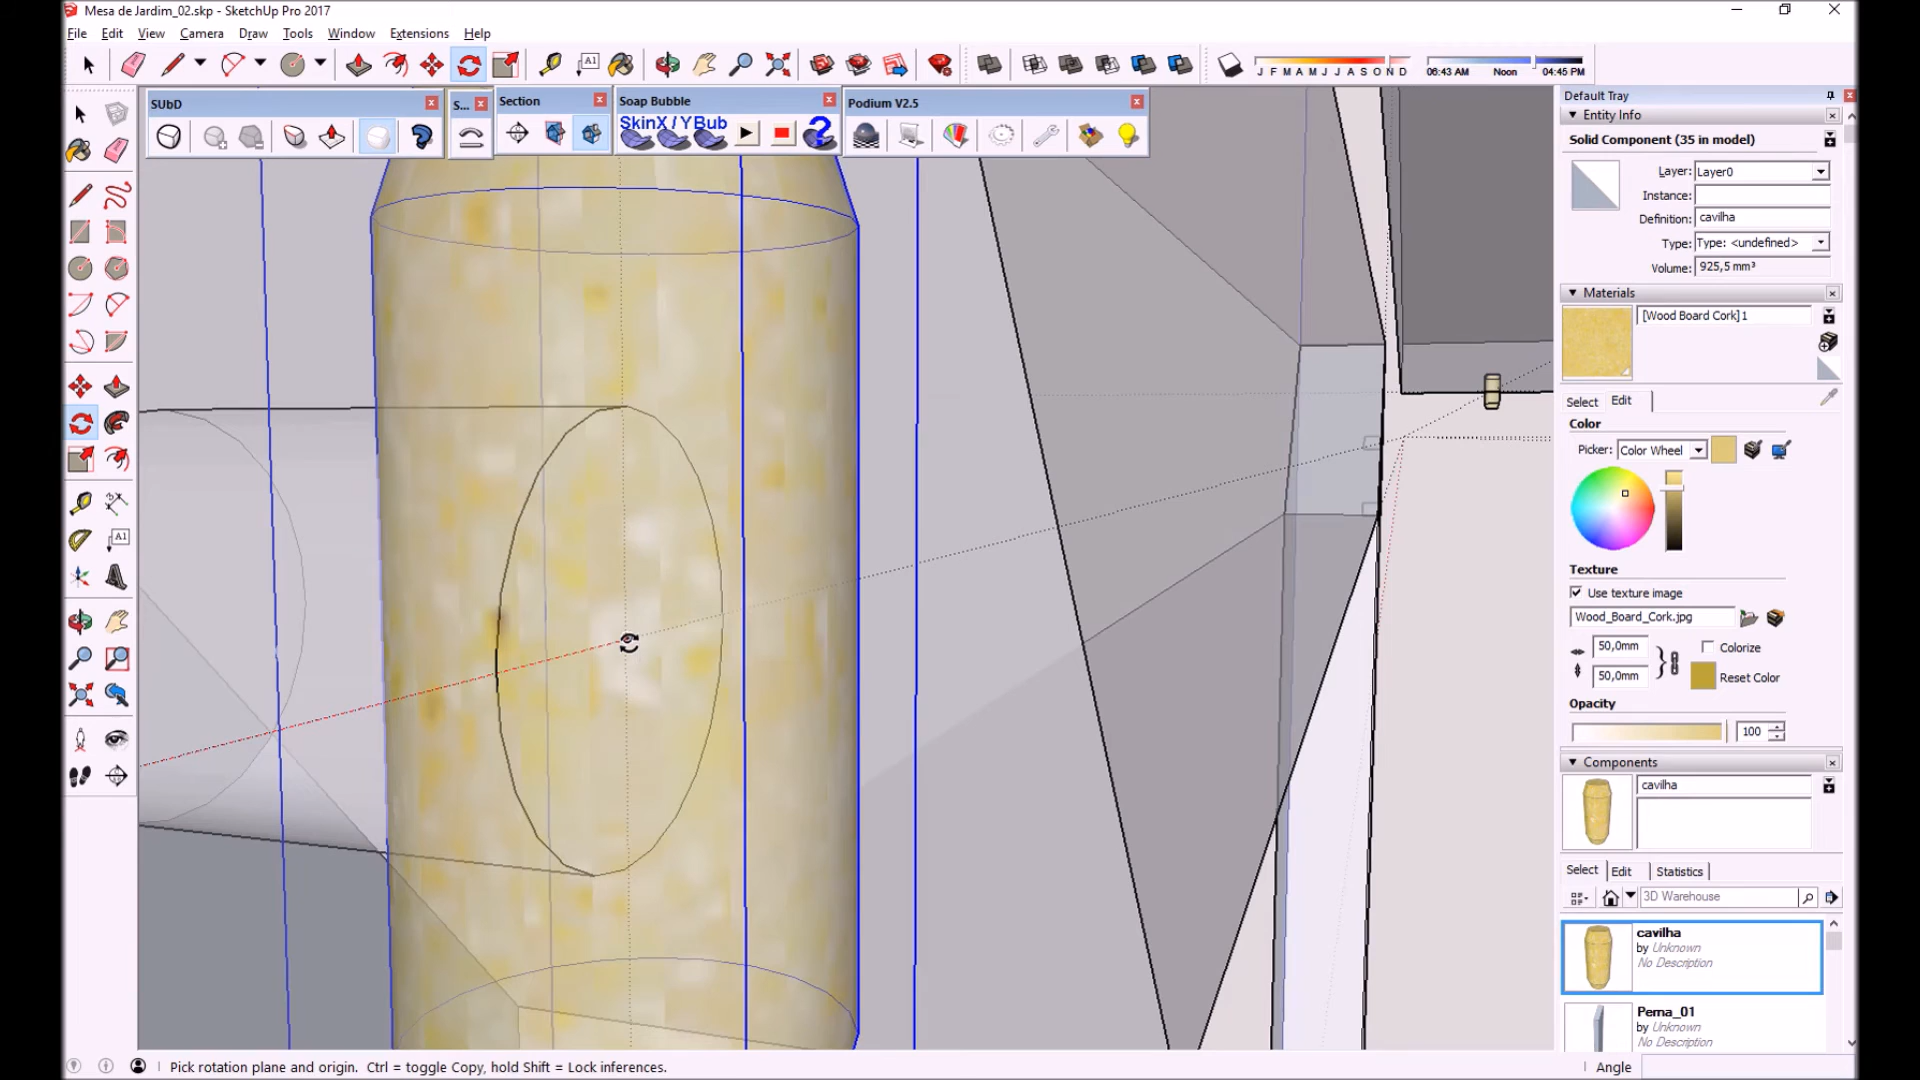 Mesa de Jardim_02.skp - SketchUp Pro 2017
File Edit View Camera Draw Tools Window Extensions Help
A1
J F M A M J J A S O N D
06:43 AM Noon 04:45 PM
SUbD
S...
Section
Soap Bubble
SkinX / YBub
Podium V2.5
A1
Default Tray
Entity Info
Solid Component (35 in model)
Layer: Layer0
Instance:
Definition: cavilha
Type: Type: <undefined>
Volume: 925,5 mm³
Materials
[Wood Board Cork]1
Select Edit
Color
Picker: Color Wheel
Texture
Use texture image
Wood_Board_Cork.jpg
50,0mm Colorize
50,0mm Reset Color
Opacity
100
Components
cavilha
Select Edit Statistics
3D Warehouse
cavilha
by Unknown
No Description
Perna_01
by Unknown
No Description
Pick rotation plane and origin. Ctrl = toggle Copy, hold Shift = Lock inferences.
Angle